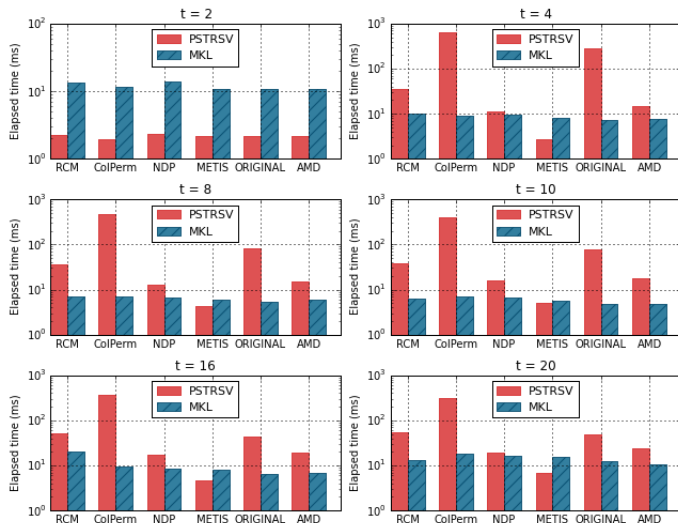 t = 2
10²
10¹
10⁰
Elapsed time (ms)
PSTRSV
MKL
RCM ColPerm NDP METIS ORIGINAL AMD
t = 4
10³
10²
10¹
10⁰
Elapsed time (ms)
PSTRSV
MKL
RCM ColPerm NDP METIS ORIGINAL AMD
t = 8
10³
10²
10¹
10⁰
Elapsed time (ms)
PSTRSV
MKL
RCM ColPerm NDP METIS ORIGINAL AMD
t = 10
10³
10²
10¹
10⁰
Elapsed time (ms)
PSTRSV
MKL
RCM ColPerm NDP METIS ORIGINAL AMD
t = 16
10³
10²
10¹
10⁰
Elapsed time (ms)
PSTRSV
MKL
RCM ColPerm NDP METIS ORIGINAL AMD
t = 20
10³
10²
10¹
10⁰
Elapsed time (ms)
PSTRSV
MKL
RCM ColPerm NDP METIS ORIGINAL AMD